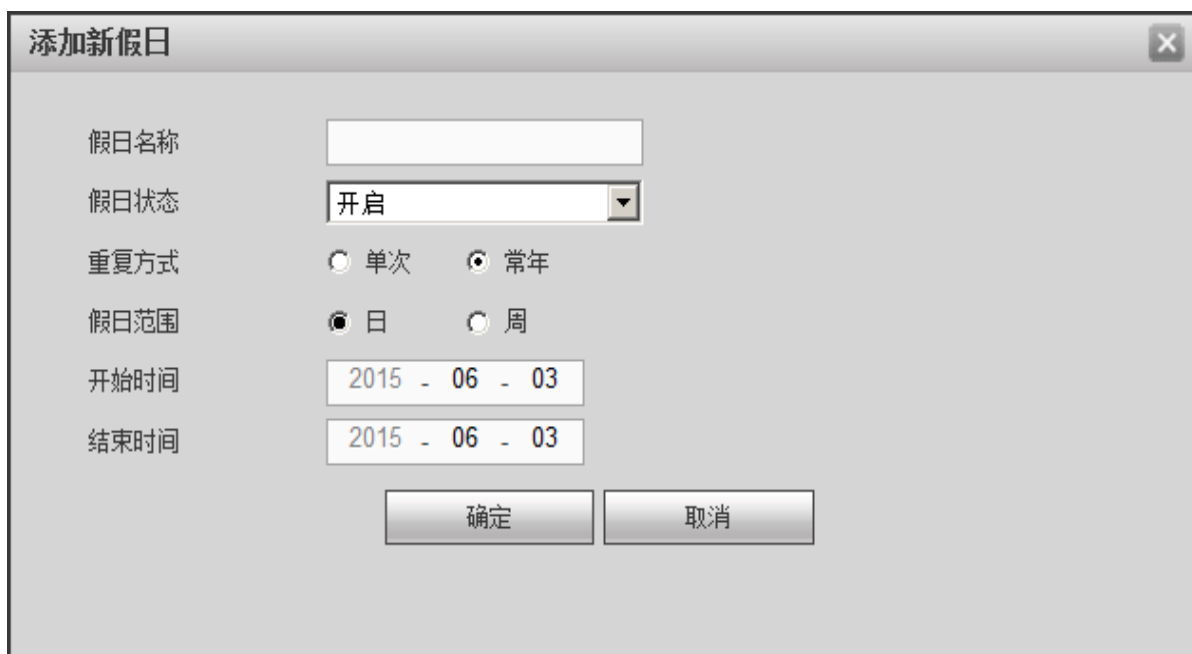 添加新假日
假日名称
假日状态 开启
重复方式 单次 常年
假日范围 日 周
开始时间 2015 - 06 - 03
结束时间 2015 - 06 - 03
确定 取消